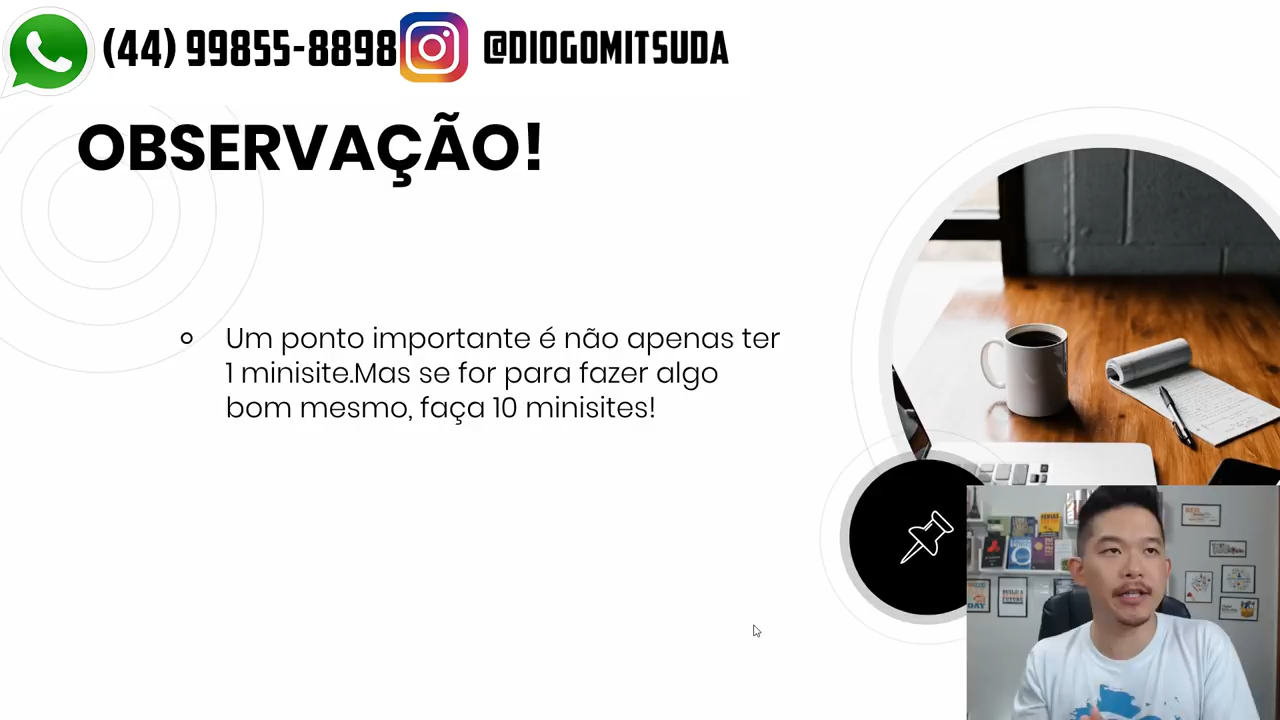 (44) 99855-8898 @DIOGOMITSUDA
OBSERVAÇÃO!
Um ponto importante é não apenas ter
1 minisite.Mas se for para fazer algo
bom mesmo, faça 10 minisites!